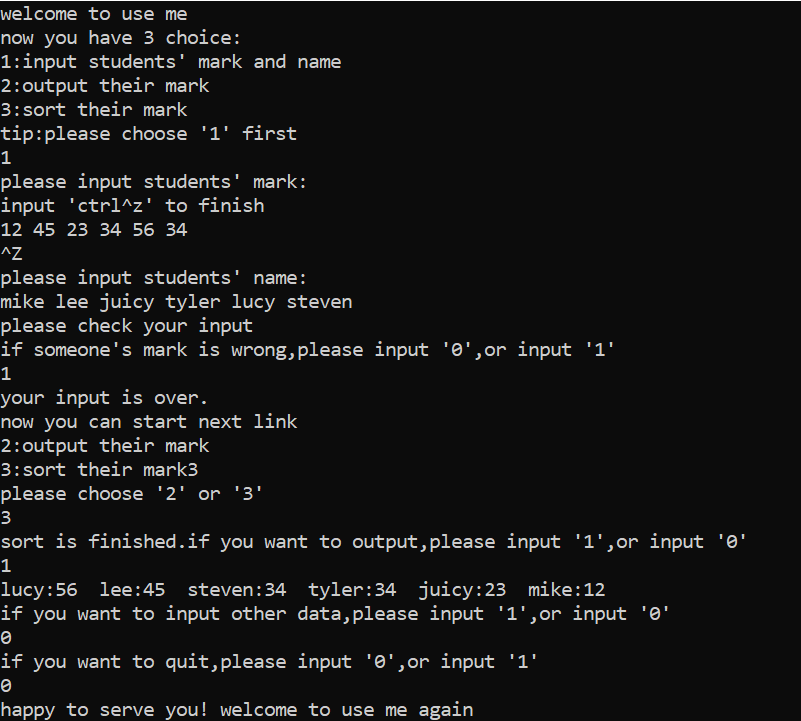 welcome to use me
now you have 3 choice:
1:input students' mark and name
2:output their mark
3:sort their mark
tip:please choose '1' first
1
please input students' mark:
input 'ctrl^z' to finish
12 45 23 34 56 34
^Z
please input students' name:
mike lee juicy tyler lucy steven
please check your input
if someone's mark is wrong,please input '0',or input '1'
1
your input is over.
now you can start next link
2:output their mark
3:sort their mark3
please choose '2' or '3'
3
sort is finished.if you want to output,please input '1',or input '0'
1
lucy:56  lee:45  steven:34  tyler:34  juicy:23  mike:12
if you want to input other data,please input '1',or input '0'
0
if you want to quit,please input '0',or input '1'
0
happy to serve you! welcome to use me again